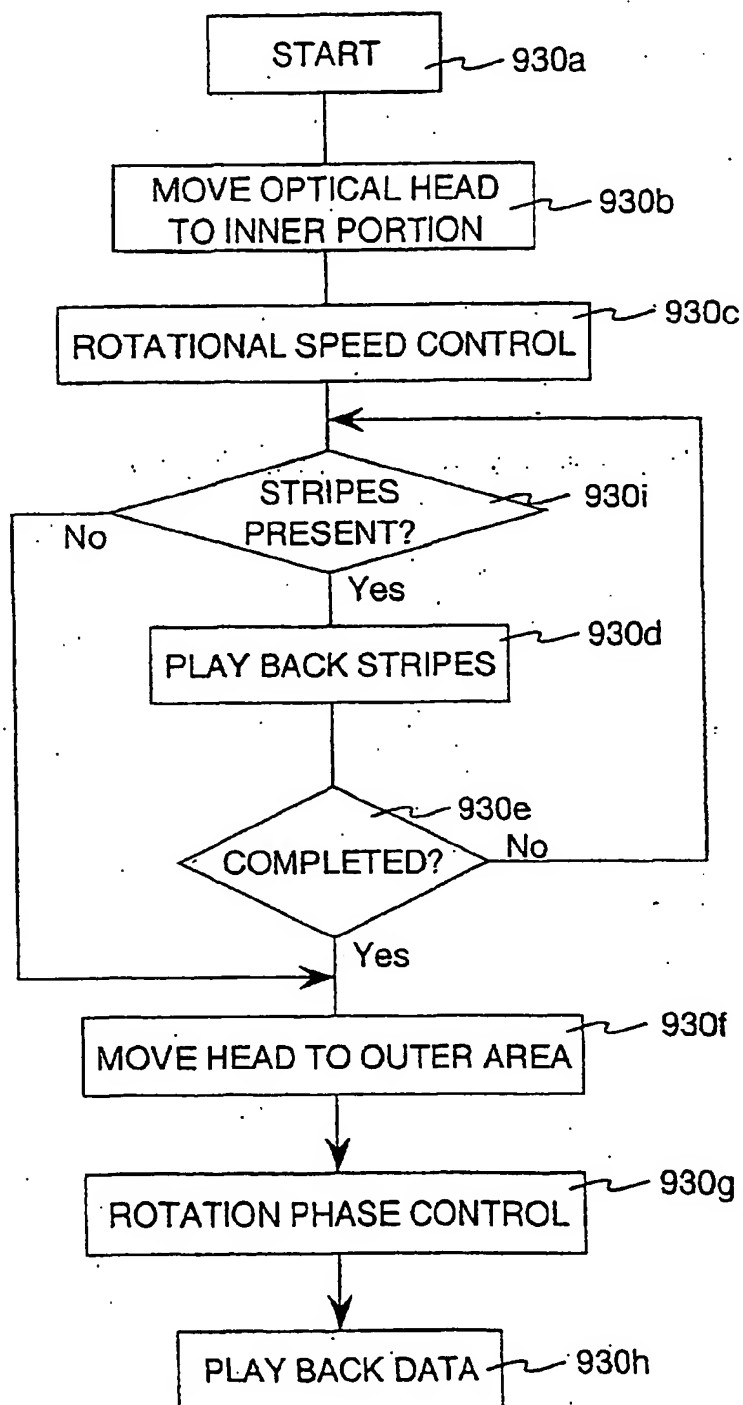 START
930a
MOVE OPTICAL HEAD
TO INNER PORTION
930b
930c
ROTATIONAL SPEED CONTROL
STRIPES
PRESENT?
930i
No
Yes
930d
PLAY BACK STRIPES
930e
COMPLETED?
No
Yes
930f
MOVE HEAD TO OUTER AREA
930g
ROTATION PHASE CONTROL
PLAY BACK DATA
930h